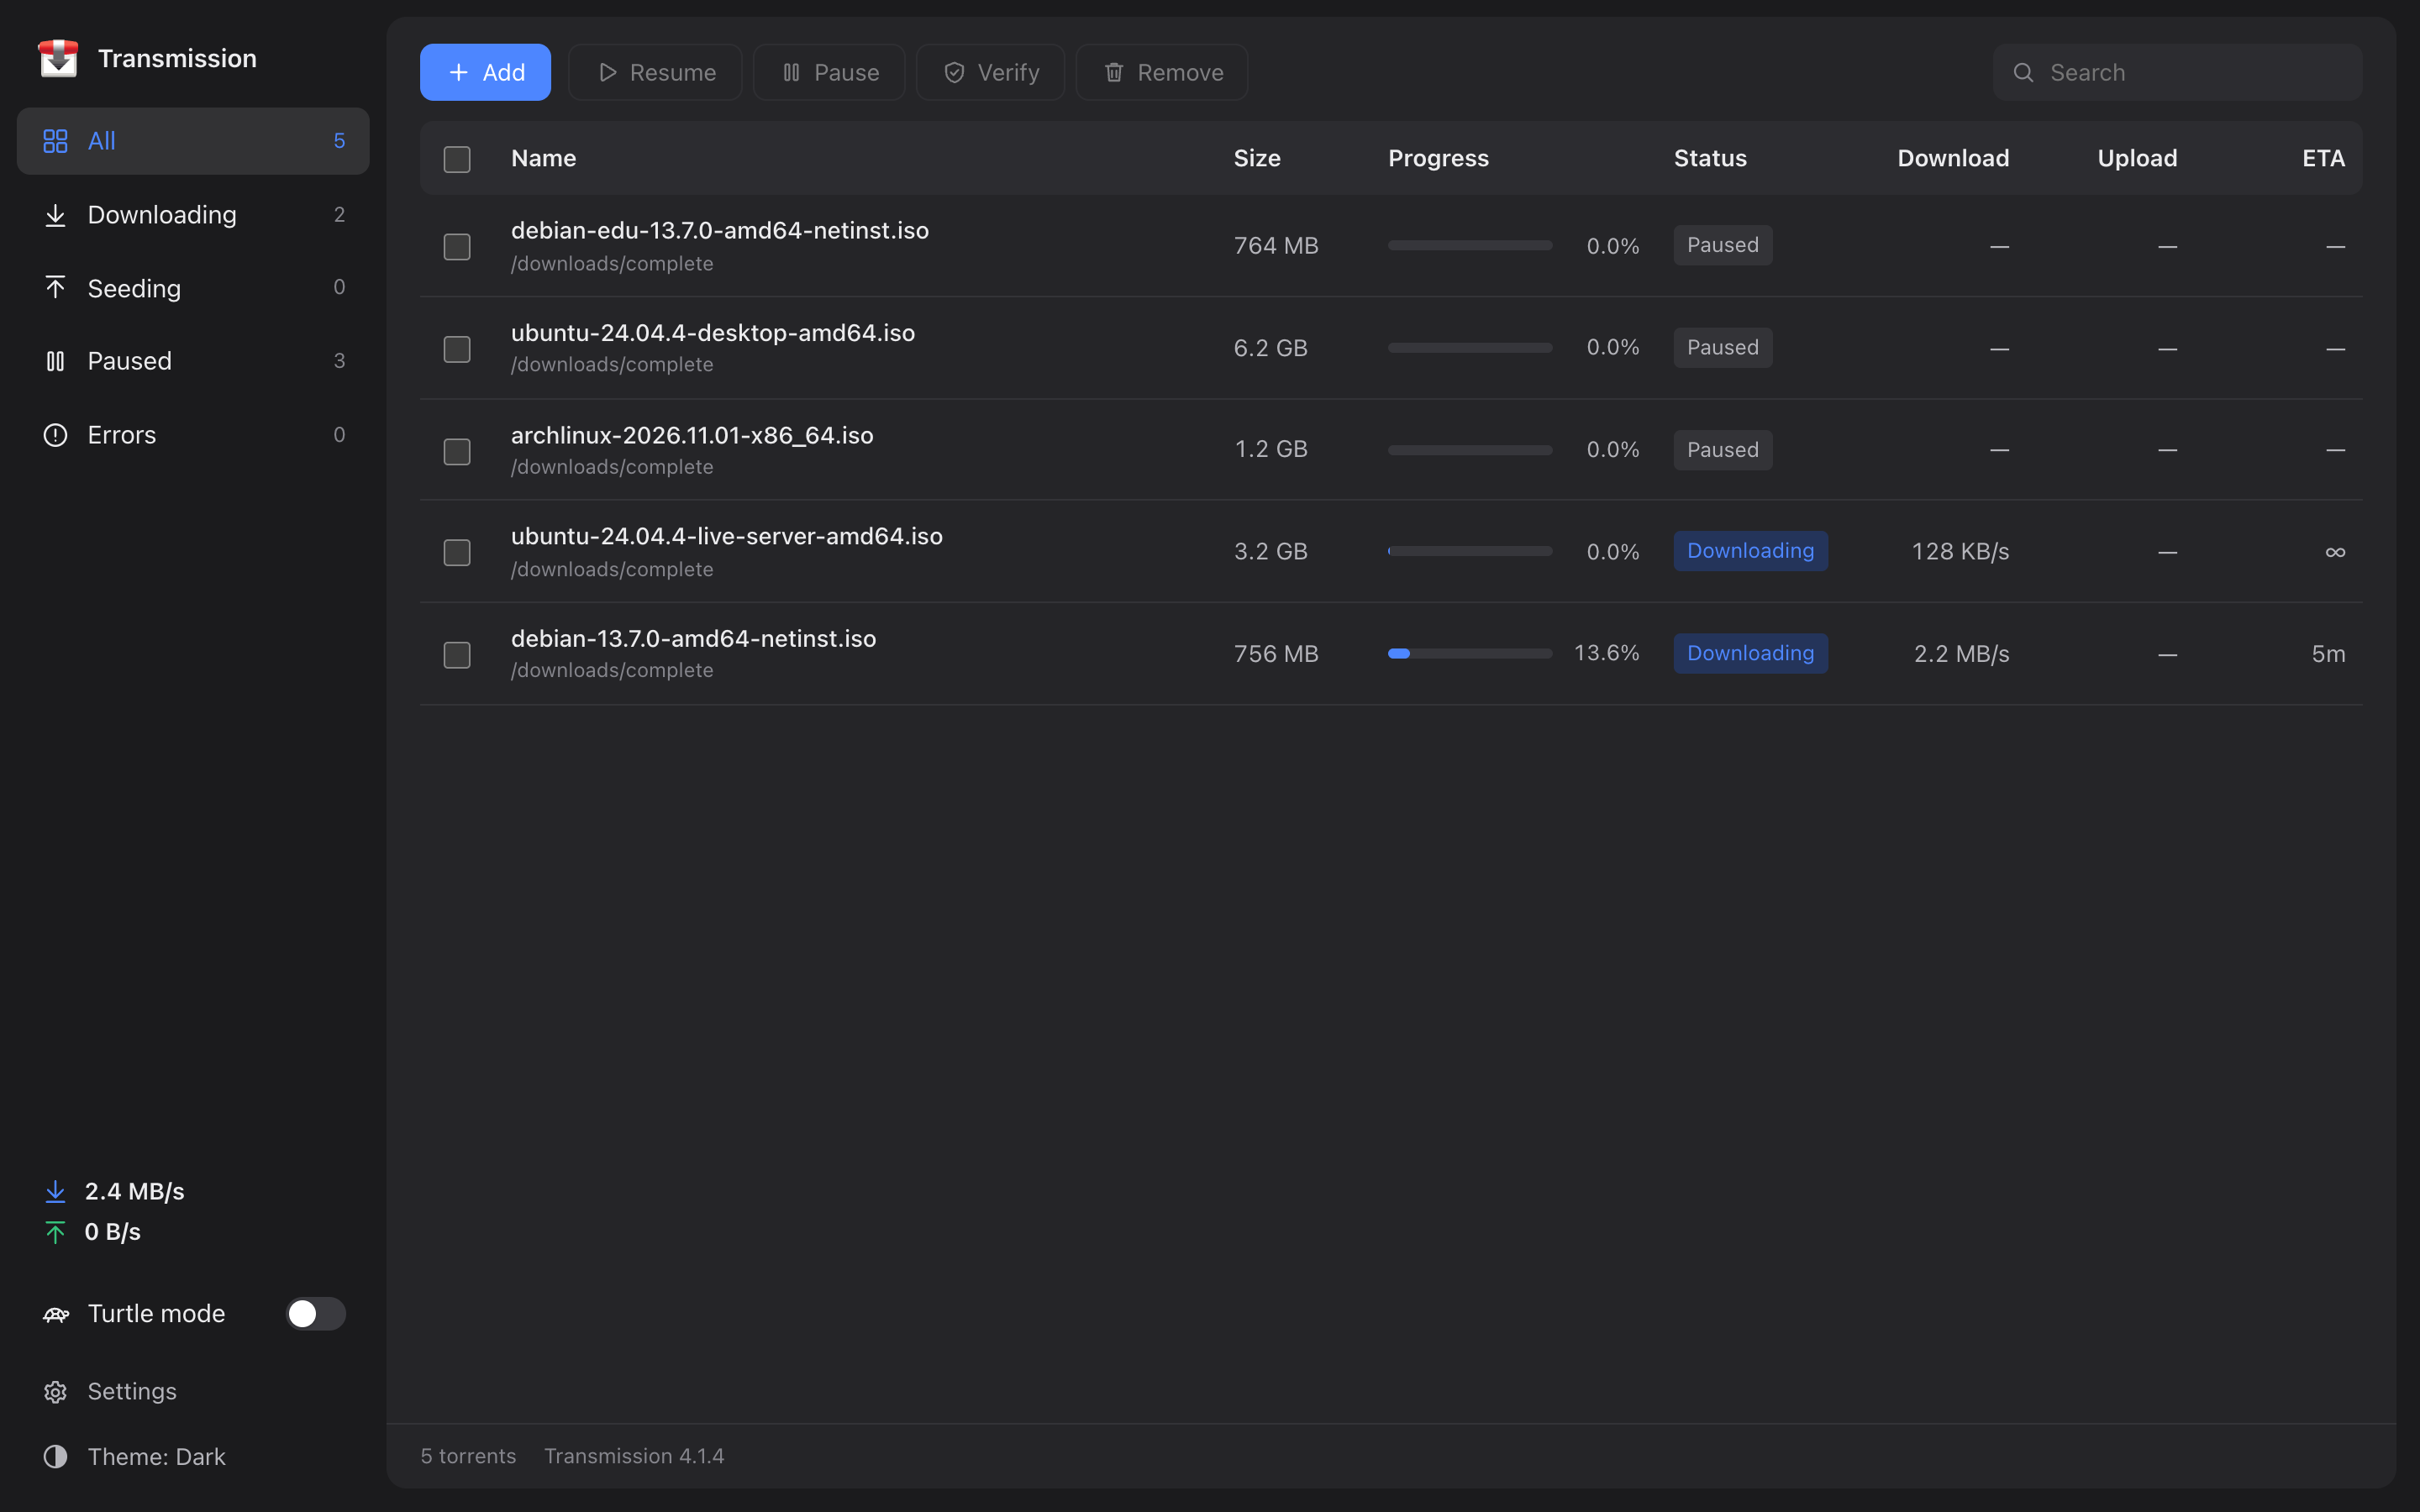 Transmission
All 5
Downloading 2
Seeding 0
Paused 3
Errors 0
2.4 MB/s
0 B/s
Turtle mode
Settings
Theme: Dark
Add Resume Pause Verify Remove Search
Name Size Progress Status Download Upload ETA
debian-edu-13.7.0-amd64-netinst.iso
/downloads/complete
764 MB 0.0% Paused — — —
ubuntu-24.04.4-desktop-amd64.iso
/downloads/complete
6.2 GB 0.0% Paused — — —
archlinux-2026.11.01-x86_64.iso
/downloads/complete
1.2 GB 0.0% Paused — — —
ubuntu-24.04.4-live-server-amd64.iso
/downloads/complete
3.2 GB 0.0% Downloading 128 KB/s — ∞
debian-13.7.0-amd64-netinst.iso
/downloads/complete
756 MB 13.6% Downloading 2.2 MB/s — 5m
5 torrents Transmission 4.1.4